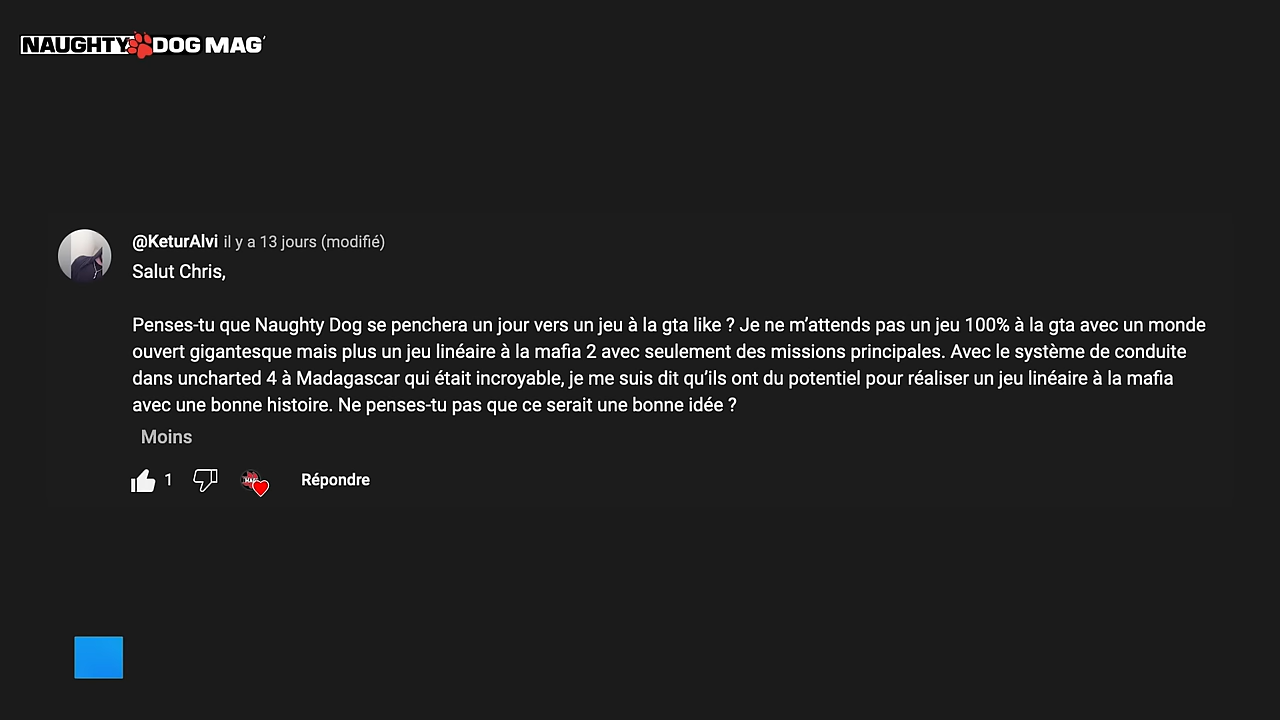 NAUGHTY DOG MAG'
@KeturAlvi il y a 13 jours (modifié)
Salut Chris,
Penses-tu que Naughty Dog se penchera un jour vers un jeu à la gta like ? Je ne m’attends pas un jeu 100% à la gta avec un monde
ouvert gigantesque mais plus un jeu linéaire à la mafia 2 avec seulement des missions principales. Avec le système de conduite
dans uncharted 4 à Madagascar qui était incroyable, je me suis dit qu’ils ont du potentiel pour réaliser un jeu linéaire à la mafia
avec une bonne histoire. Ne penses-tu pas que ce serait une bonne idée ?
Moins
1 Répondre